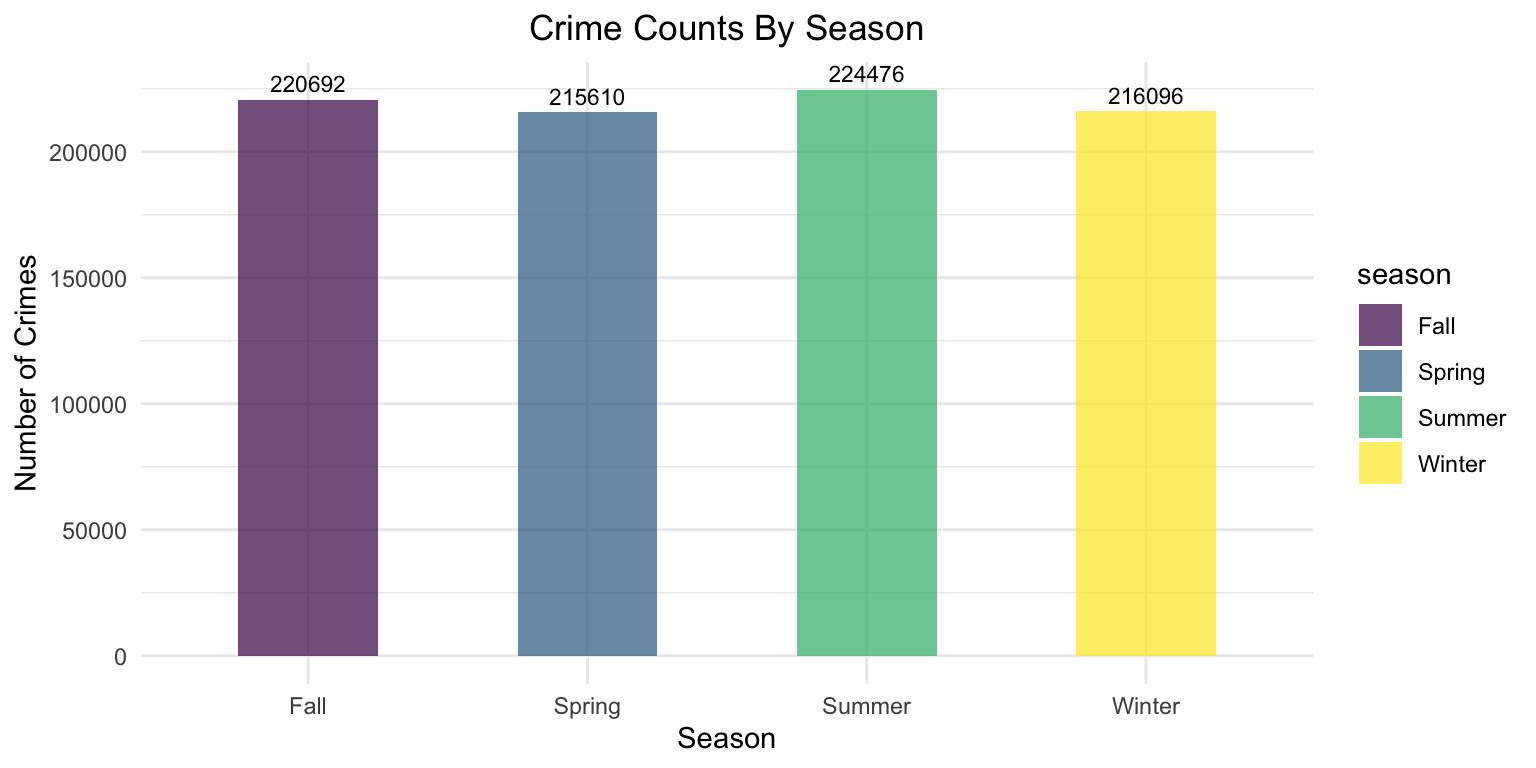 Crime Counts By Season
220692
215610
224476
216096
200000
150000
100000
50000
0
Number of Crimes
Fall
Spring
Summer
Winter
Season
season
Fall
Spring
Summer
Winter